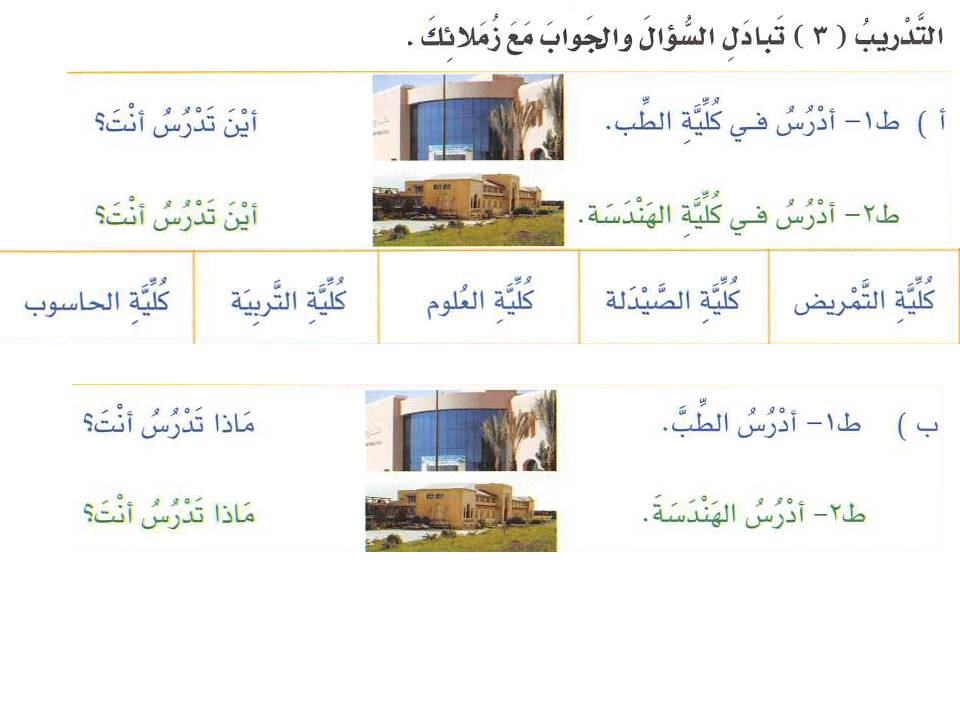 التَّدْريبُ ( ٣ ) تَبادَلِ السُّؤالَ والجَوابَ مَعَ زُمَلائِكَ .
أ ) ط١- أدْرُسُ فـي كُلِّيَّةِ الطِّب. أيْنَ تَدْرُسُ أنْتَ؟
ط٢- أدْرُسُ فـي كُلِّيَّةِ الهَنْدَسَة. أيْنَ تَدْرُسُ أنْتَ؟
كُلِّيَّةِ التَّمْريض كُلِّيَّةِ الصَّيْدَلة كُلِّيَّةِ العُلوم كُلِّيَّةِ التَّربِيَة كُلِّيَّةِ الحاسوب
ب ) ط١- أدْرُسُ الطِّبَّ. مَاذا تَدْرُسُ أنْتَ؟
ط٢- أدْرُسُ الهَنْدَسَةَ. مَاذا تَدْرُسُ أنْتَ؟